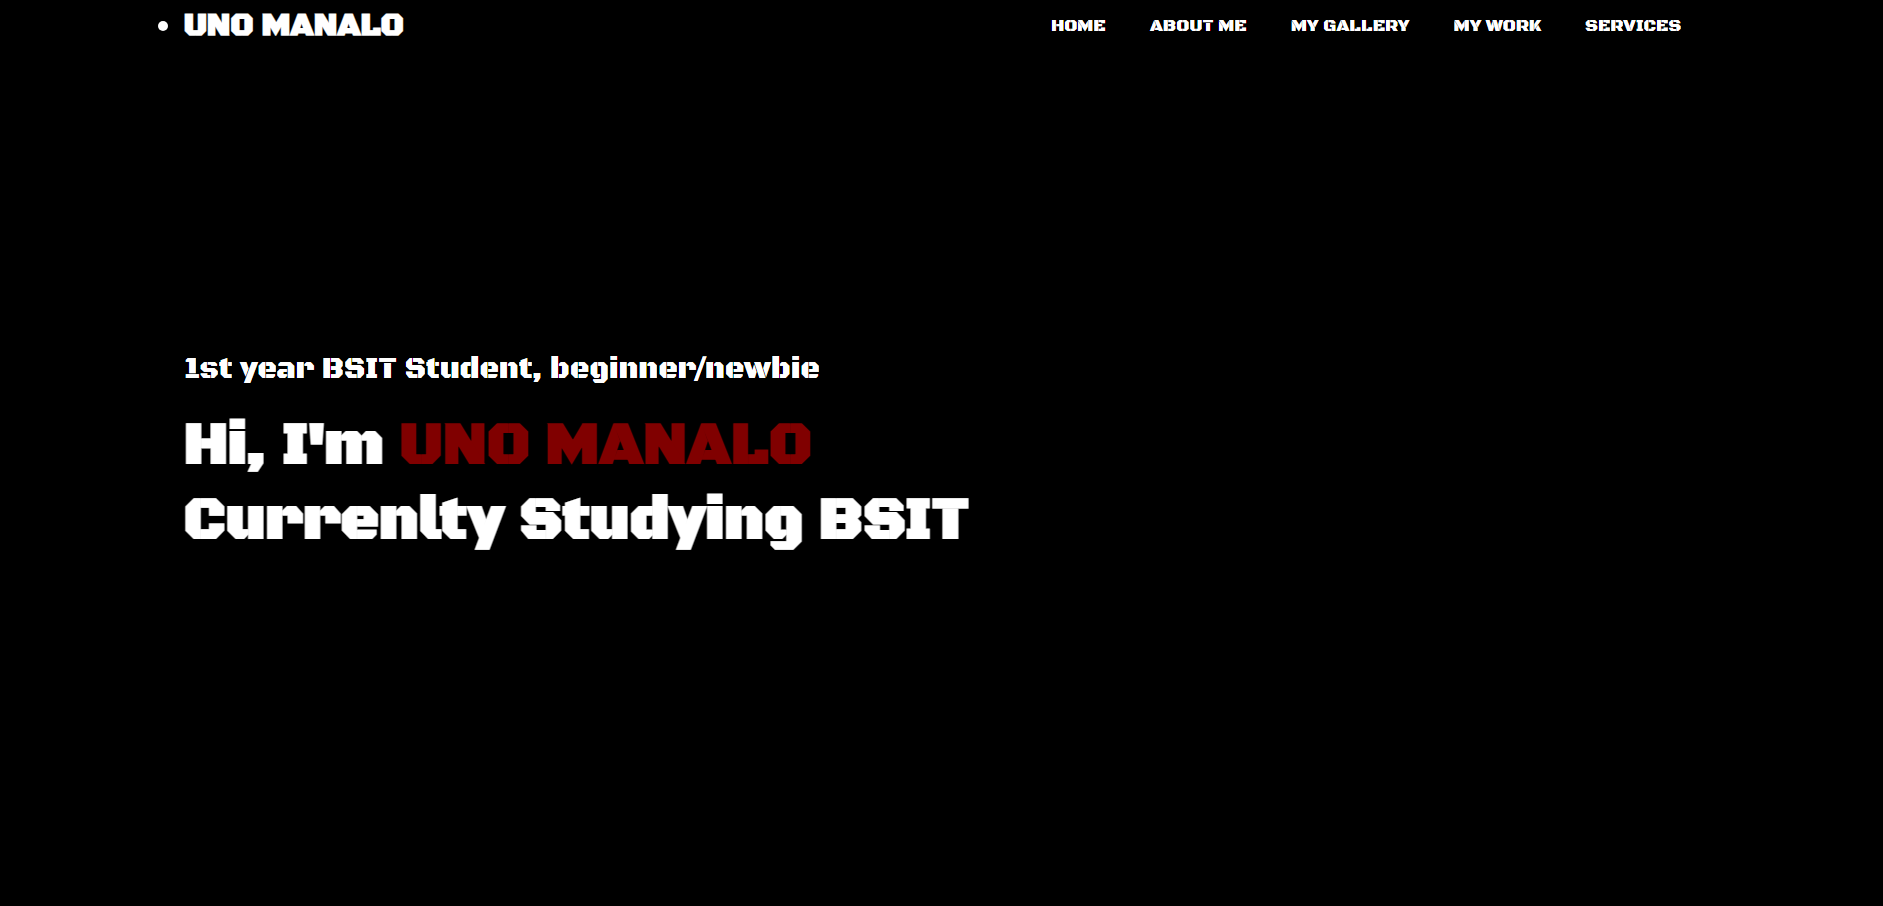 • UNO MANALO
HOME ABOUT ME MY GALLERY MY WORK SERVICES
1st year BSIT Student, beginner/newbie
Hi, I'm UNO MANALO
Currenlty Studying BSIT